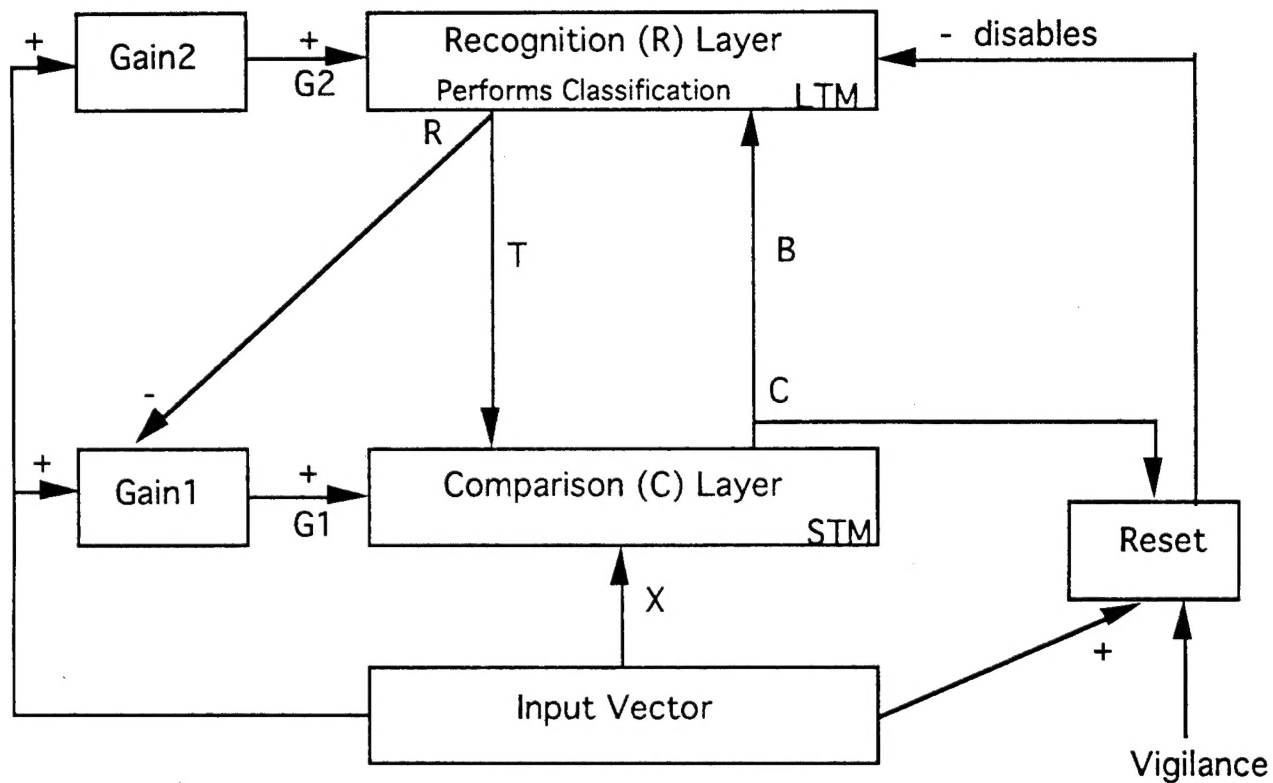 +
Gain2
+
G2
Recognition (R) Layer
Performs Classification
LTM
- disables
R
T
B
-
C
+
Gain1
+
G1
Comparison (C) Layer
STM
Reset
X
+
Input Vector
Vigilance